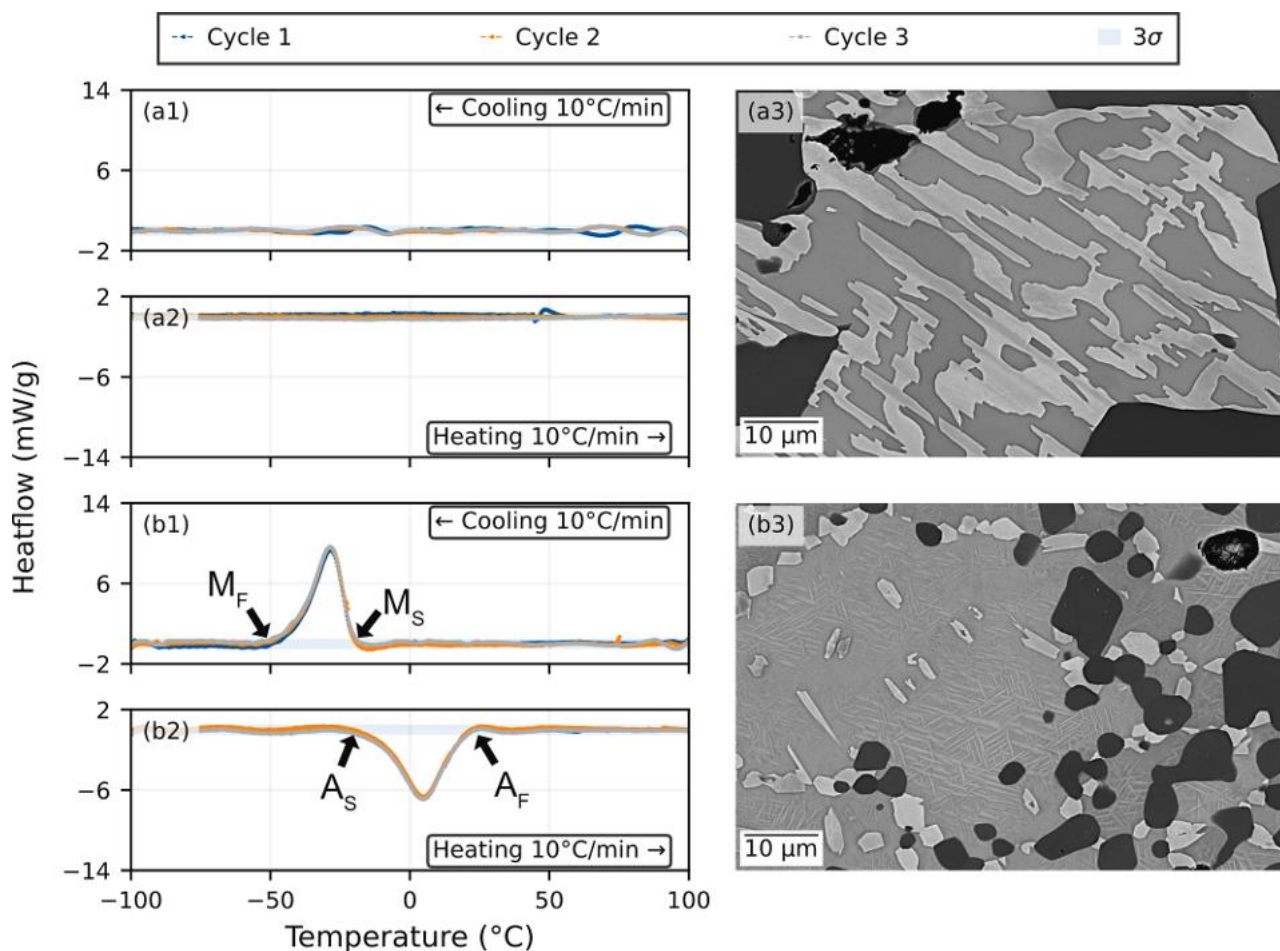 Cycle 1
Cycle 2
Cycle 3
3σ
Heatflow (mW/g)
14
6
−2
(a1)
← Cooling 10°C/min
2
−6
−14
(a2)
Heating 10°C/min →
14
6
−2
(b1)
← Cooling 10°C/min
M_F
M_S
2
−6
−14
(b2)
A_S
A_F
Heating 10°C/min →
−100
−50
0
50
100
Temperature (°C)
(a3)
10 μm
(b3)
10 μm